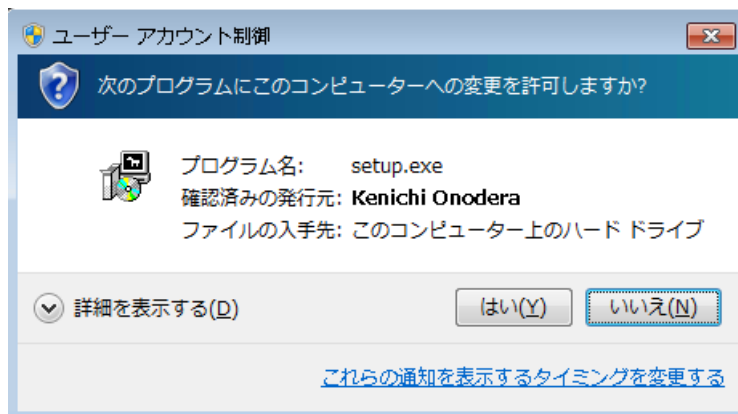 ユーザー アカウント制御
次のプログラムにこのコンピューターへの変更を許可しますか?
プログラム名: setup.exe
確認済みの発行元: Kenichi Onodera
ファイルの入手先: このコンピューター上のハード ドライブ
詳細を表示する(D)
はい(Y)
いいえ(N)
これらの通知を表示するタイミングを変更する